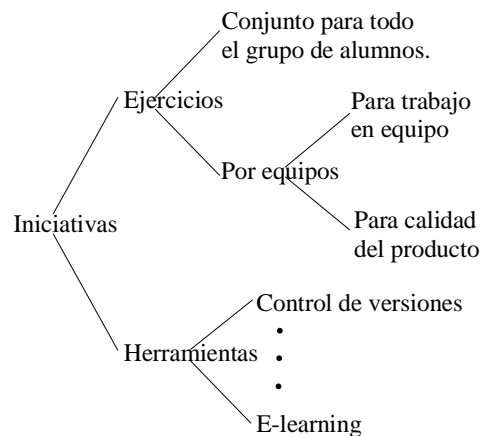 Conjunto para todo
el grupo de alumnos.
Ejercicios
Para trabajo
en equipo
Por equipos
Iniciativas
Para calidad
del producto
Control de versiones
Herramientas
E-learning